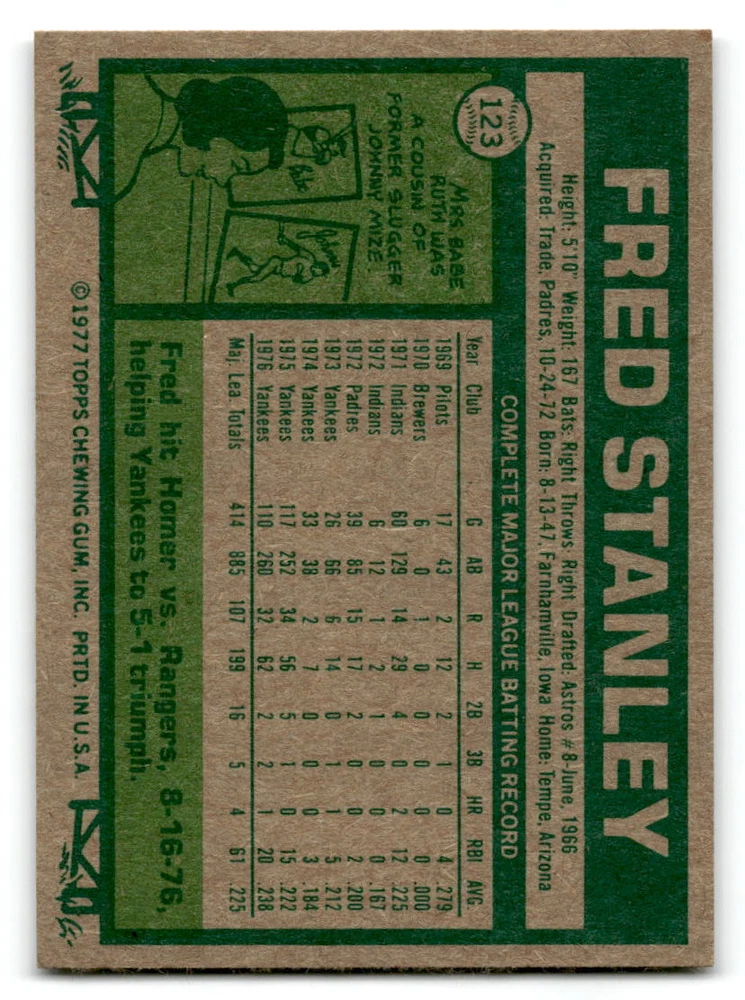 123
FRED STANLEY
Height: 5'10" Weight: 167 Bats: Right Throws: Right Drafted: Astros #8-June, 1966
Acquired: Trade, Padres, 10-24-72 Born: 8-13-47, Farnhamville, Iowa Home: Tempe, Arizona
COMPLETE MAJOR LEAGUE BATTING RECORD
Year Club G AB R H 2B 3B HR RBI AVG.
1969 Pilots 17 43 2 12 2 1 0 4 .279
1970 Brewers 6 0 1 0 0 0 0 0 .000
1971 Indians 60 129 14 29 4 0 2 12 .225
1972 Indians 6 12 1 2 1 0 0 0 .167
1972 Padres 39 85 15 17 2 0 0 2 .200
1973 Yankees 26 66 6 14 0 1 1 5 .212
1974 Yankees 33 38 2 7 0 0 0 3 .184
1975 Yankees 117 252 34 56 5 1 0 15 .222
1976 Yankees 110 260 32 62 2 2 1 20 .238
Maj. Lea Totals 414 885 107 199 16 5 4 61 .225
MRS. BABE
RUTH WAS
A COUSIN OF
FORMER SLUGGER
JOHNNY MIZE.
Babe
Johnny
Fred hit Homer vs. Rangers, 8-16-76,
helping Yankees to 5-1 triumph.
©1977 TOPPS CHEWING GUM, INC. PRTD. IN U.S.A.